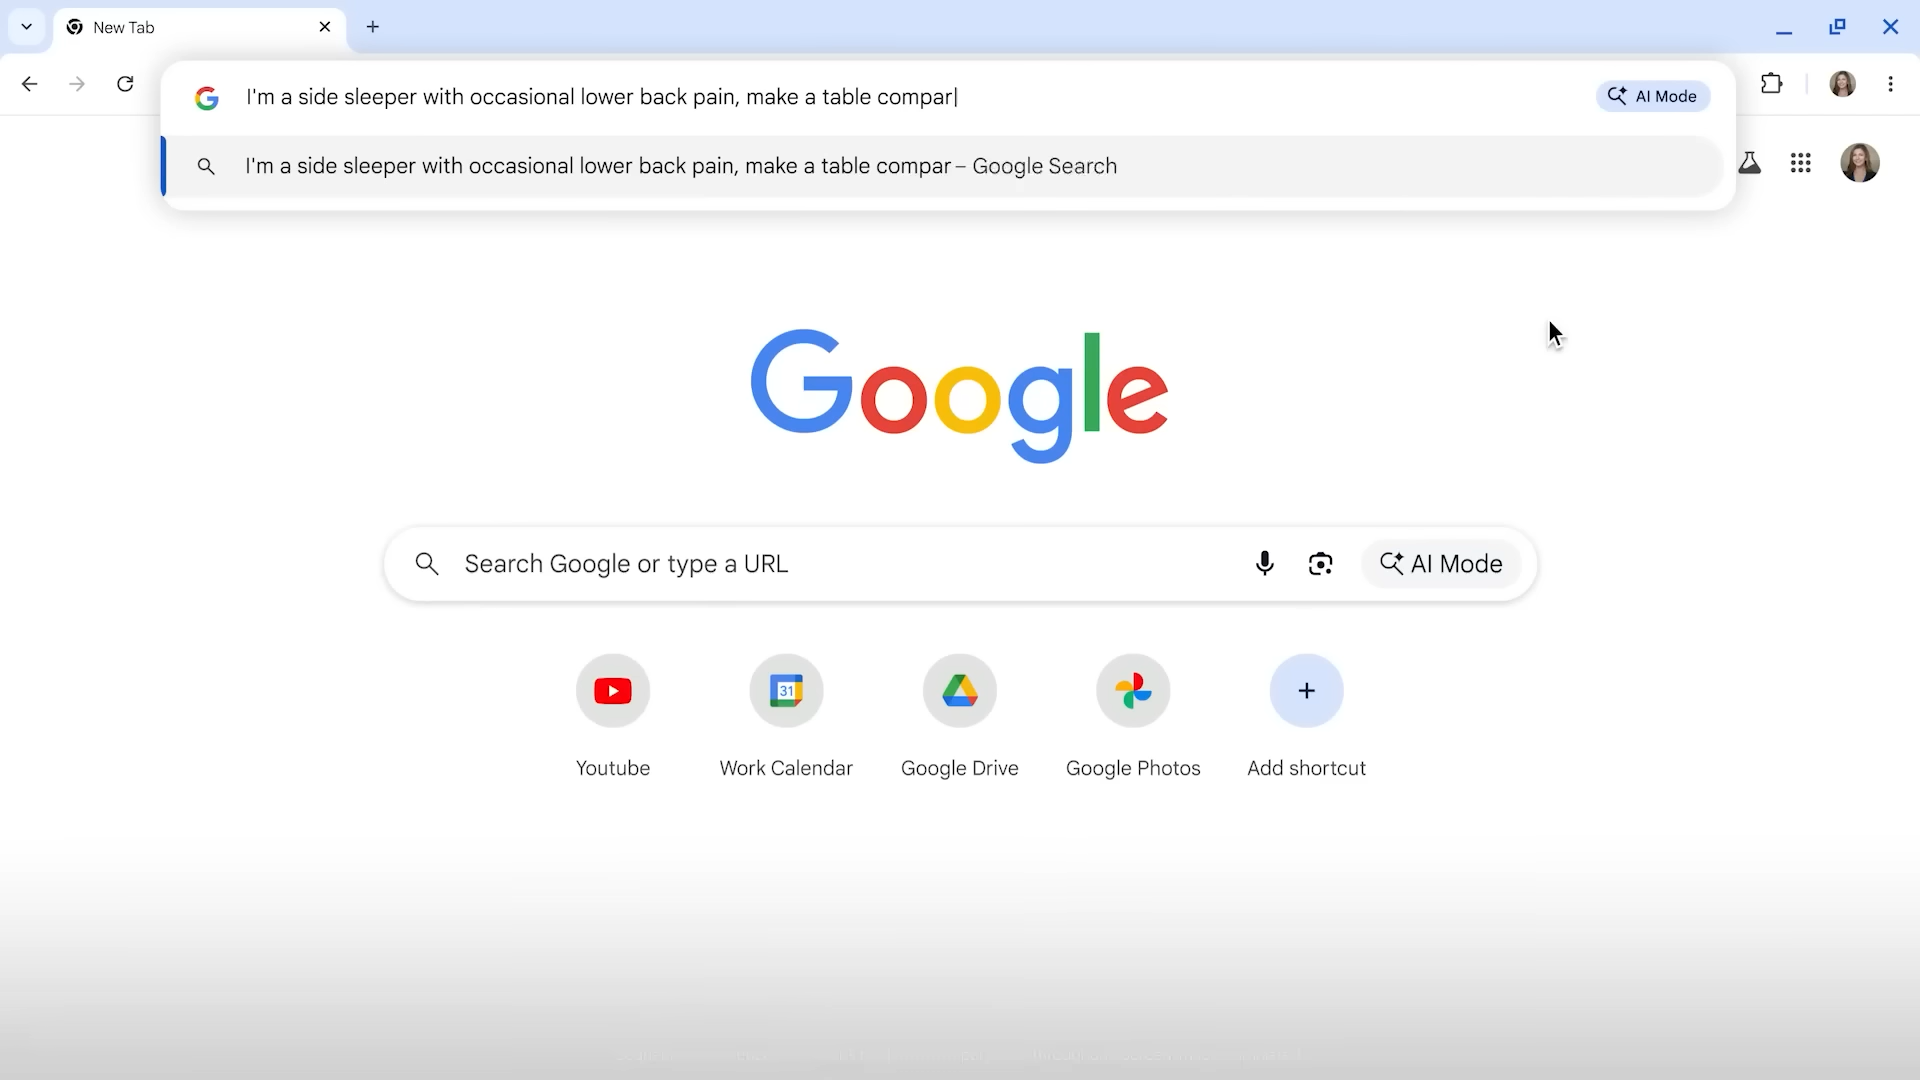 New Tab
I'm a side sleeper with occasional lower back pain, make a table compar
AI Mode
I'm a side sleeper with occasional lower back pain, make a table compar – Google Search
Google
Search Google or type a URL
AI Mode
31
Youtube
Work Calendar
Google Drive
Google Photos
Add shortcut